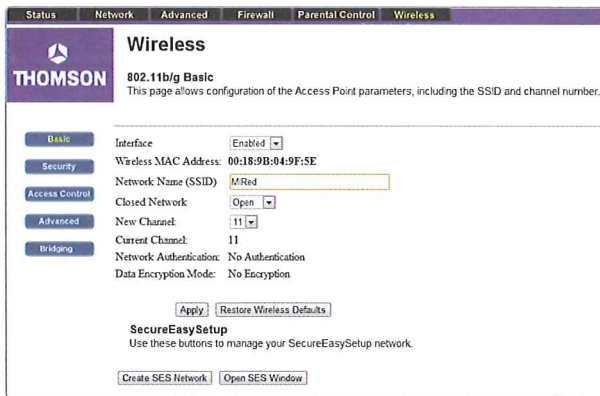 Status Network Advanced Firewall Parental Control Wireless
THOMSON
Wireless
802.11b/g Basic
This page allows configuration of the Access Point parameters, including the SSID and channel number.
Basic
Security
Access Control
Advanced
Bridging
Interface Enabled
Wireless MAC Address: 00:18:9B:04:9F:5E
Network Name (SSID) MiRed
Closed Network Open
New Channel: 11
Current Channel: 11
Network Authentication: No Authentication
Data Encryption Mode: No Encryption
Apply Restore Wireless Defaults
SecureEasySetup
Use these buttons to manage your SecureEasySetup network.
Create SES Network Open SES Window